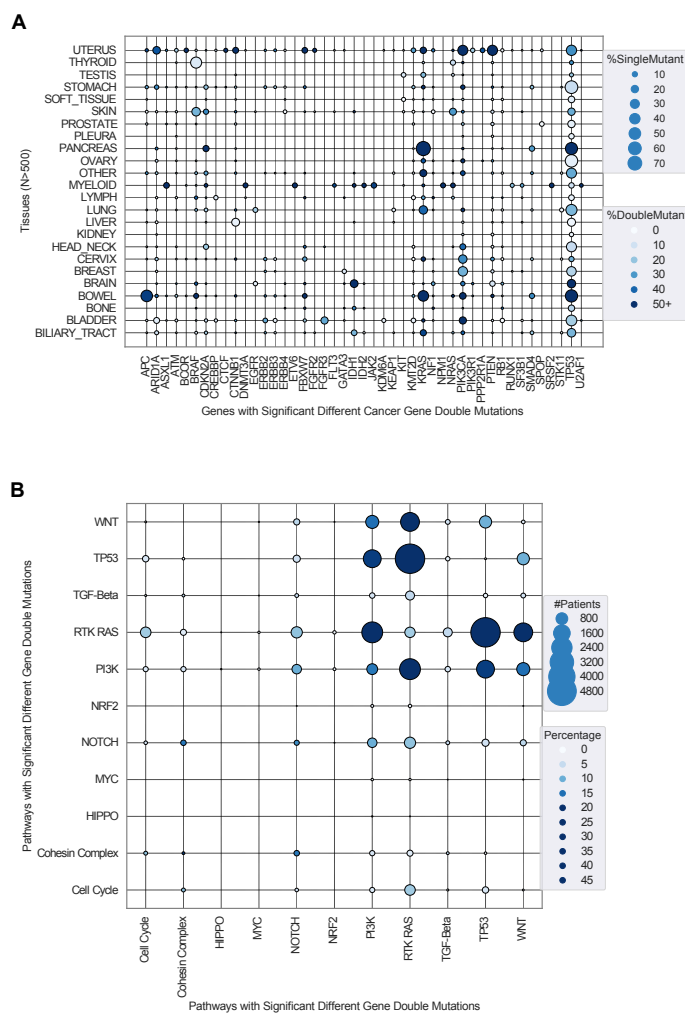 A
UTERUS
THYROID
TESTIS
STOMACH
SOFT_TISSUE
SKIN
PROSTATE
PLEURA
PANCREAS
OVARY
OTHER
MYELOID
LYMPH
LUNG
LIVER
KIDNEY
HEAD_NECK
CERVIX
BREAST
BRAIN
BOWEL
BONE
BLADDER
BILIARY_TRACT
Tissues (N>500)
APC
ARID1A
ASXL1
ATM
BCOR
BRAF
CDKN2A
CREBBP
CTCF
CTNNB1
DNMT3A
EGFR
ERBB2
ERBB3
ERBB4
ETV6
FBXW7
FGFR2
FGFR3
FLT3
GATA3
IDH1
IDH2
JAK2
KDM6A
KEAP1
KIT
KMT2D
KRAS
NF1
NPM1
NRAS
PIK3CA
PIK3R1
PPP2R1A
PTEN
RB1
RUNX1
SF3B1
SMAD4
SPOP
SRSF2
STK11
TP53
U2AF1
Genes with Significant Different Cancer Gene Double Mutations
%SingleMutant
10
20
30
40
50
60
70
%DoubleMutant
0
10
20
30
40
50+
B
WNT
TP53
TGF-Beta
RTK RAS
PI3K
NRF2
NOTCH
MYC
HIPPO
Cohesin Complex
Cell Cycle
Pathways with Significant Different Gene Double Mutations
Cell Cycle
Cohesin Complex
HIPPO
MYC
NOTCH
NRF2
PI3K
RTK RAS
TGF-Beta
TP53
WNT
Pathways with Significant Different Gene Double Mutations
#Patients
800
1600
2400
3200
4000
4800
Percentage
0
5
10
15
20
25
30
35
40
45